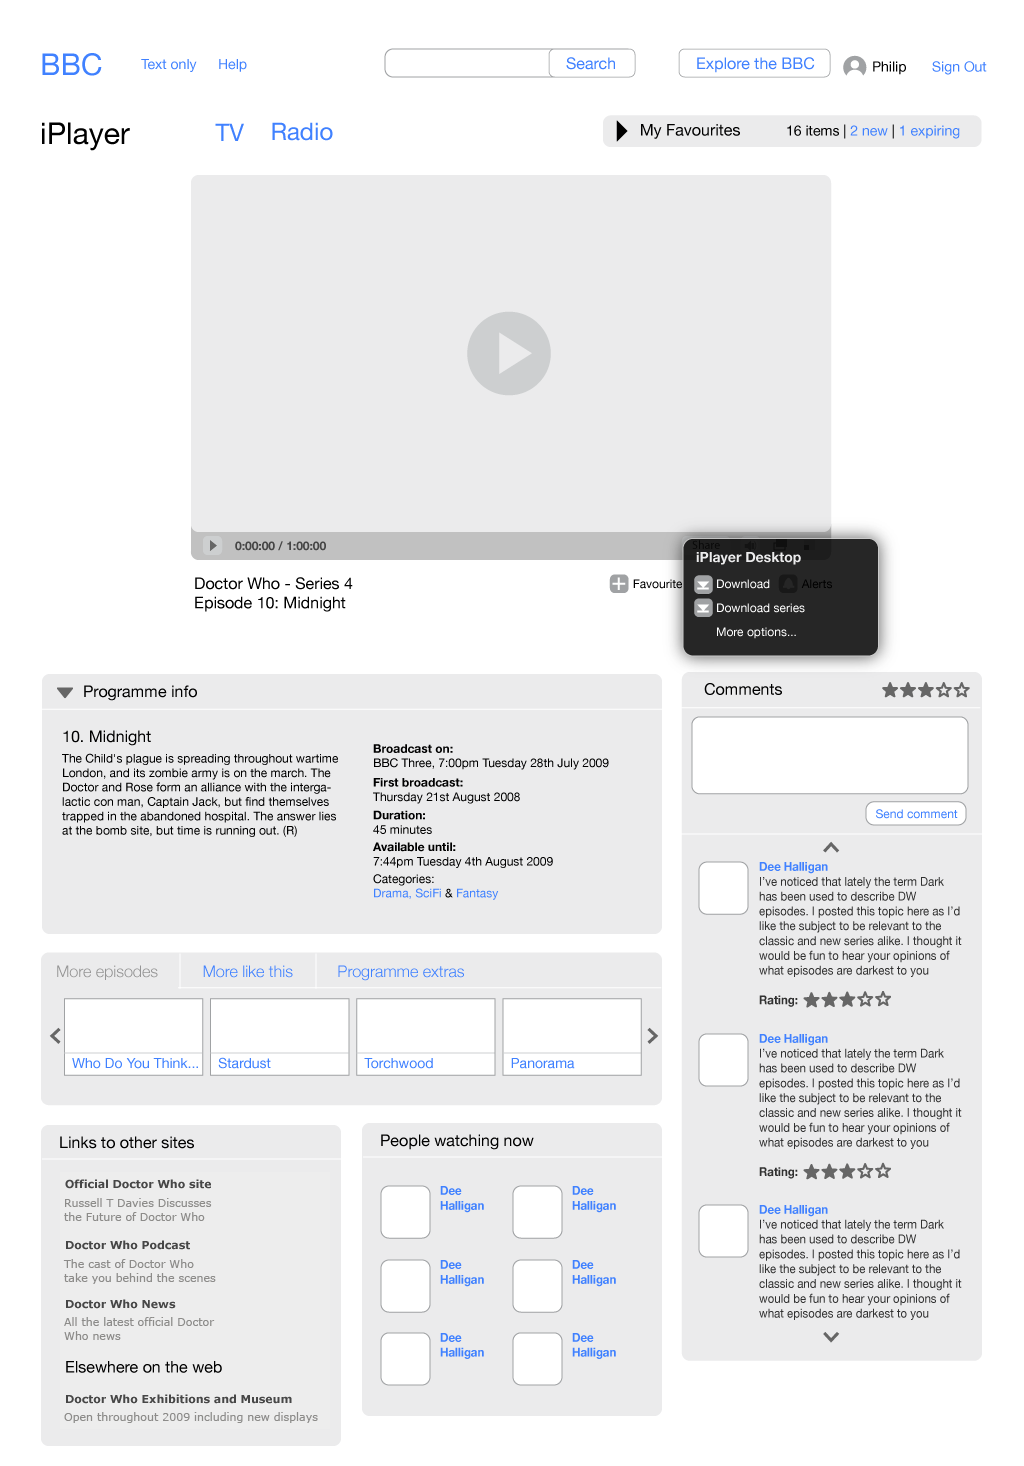 BBC Text only Help Search Explore the BBC Philip Sign Out
iPlayer TV Radio My Favourites 16 items | 2 new | 1 expiring
0:00:00 / 1:00:00 Share
iPlayer Desktop
Doctor Who - Series 4 Favourite Download Alerts
Episode 10: Midnight
Download series
More options...
Programme info
10. Midnight
The Child's plague is spreading throughout wartime
London, and its zombie army is on the march. The
Doctor and Rose form an alliance with the interga-
lactic con man, Captain Jack, but find themselves
trapped in the abandoned hospital. The answer lies
at the bomb site, but time is running out. (R)
Broadcast on:
BBC Three, 7:00pm Tuesday 28th July 2009
First broadcast:
Thursday 21st August 2008
Duration:
45 minutes
Available until:
7:44pm Tuesday 4th August 2009
Categories:
Drama, SciFi & Fantasy
More episodes More like this Programme extras
Who Do You Think... Stardust Torchwood Panorama
Links to other sites
Official Doctor Who site
Russell T Davies Discusses
the Future of Doctor Who
Doctor Who Podcast
The cast of Doctor Who
take you behind the scenes
Doctor Who News
All the latest official Doctor
Who news
Elsewhere on the web
Doctor Who Exhibitions and Museum
Open throughout 2009 including new displays
People watching now
Dee
Halligan
Dee
Halligan
Dee
Halligan
Dee
Halligan
Dee
Halligan
Dee
Halligan
Comments
Send comment
Dee Halligan
I've noticed that lately the term Dark
has been used to describe DW
episodes. I posted this topic here as I'd
like the subject to be relevant to the
classic and new series alike. I thought it
would be fun to hear your opinions of
what episodes are darkest to you
Rating:
Dee Halligan
I've noticed that lately the term Dark
has been used to describe DW
episodes. I posted this topic here as I'd
like the subject to be relevant to the
classic and new series alike. I thought it
would be fun to hear your opinions of
what episodes are darkest to you
Rating:
Dee Halligan
I've noticed that lately the term Dark
has been used to describe DW
episodes. I posted this topic here as I'd
like the subject to be relevant to the
classic and new series alike. I thought it
would be fun to hear your opinions of
what episodes are darkest to you